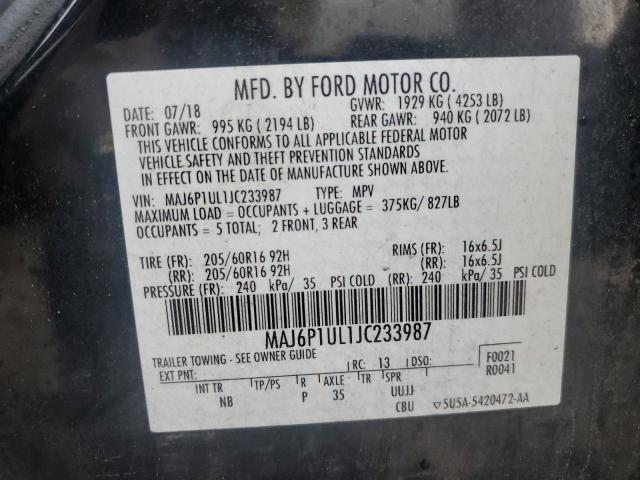 MFD. BY FORD MOTOR CO.
DATE: 07/18 GVWR: 1929 KG ( 4253 LB)
FRONT GAWR: 995 KG ( 2194 LB) REAR GAWR: 940 KG ( 2072 LB)
THIS VEHICLE CONFORMS TO ALL APPLICABLE FEDERAL MOTOR
VEHICLE SAFETY AND THEFT PREVENTION STANDARDS
IN EFFECT ON THE DATE OF MANUFACTURE SHOWN ABOVE.
VIN: MAJ6P1UL1JC233987 TYPE: MPV
MAXIMUM LOAD = OCCUPANTS + LUGGAGE = 375KG/ 827LB
OCCUPANTS = 5 TOTAL; 2 FRONT, 3 REAR
TIRE (FR): 205/60R16 92H RIMS (FR): 16x6.5J
(RR): 205/60R16 92H (RR): 16x6.5J
PRESSURE (FR): 240 kPa/ 35 PSI COLD (RR): 240 kPa/ 35 PSI COLD
MAJ6P1UL1JC233987
TRAILER TOWING - SEE OWNER GUIDE
EXT PNT: RC: 13 DSO: F0021
R0041
INT TR TP/PS R AXLE TR SPR
NB P 35 UUJJ
CBU ▽5U5A-5420472-AA